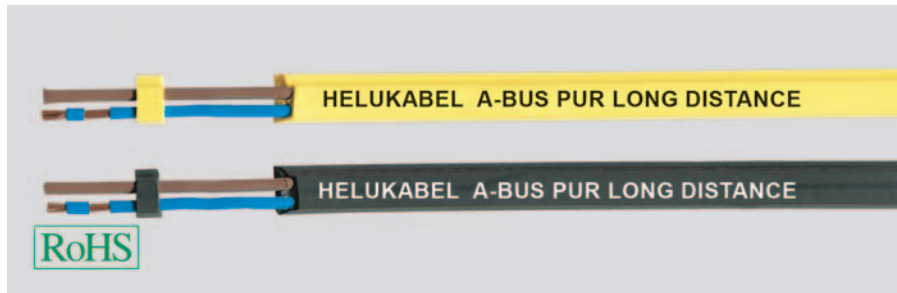 HELUKABEL A-BUS PUR LONG DISTANCE
HELUKABEL A-BUS PUR LONG DISTANCE
RoHS